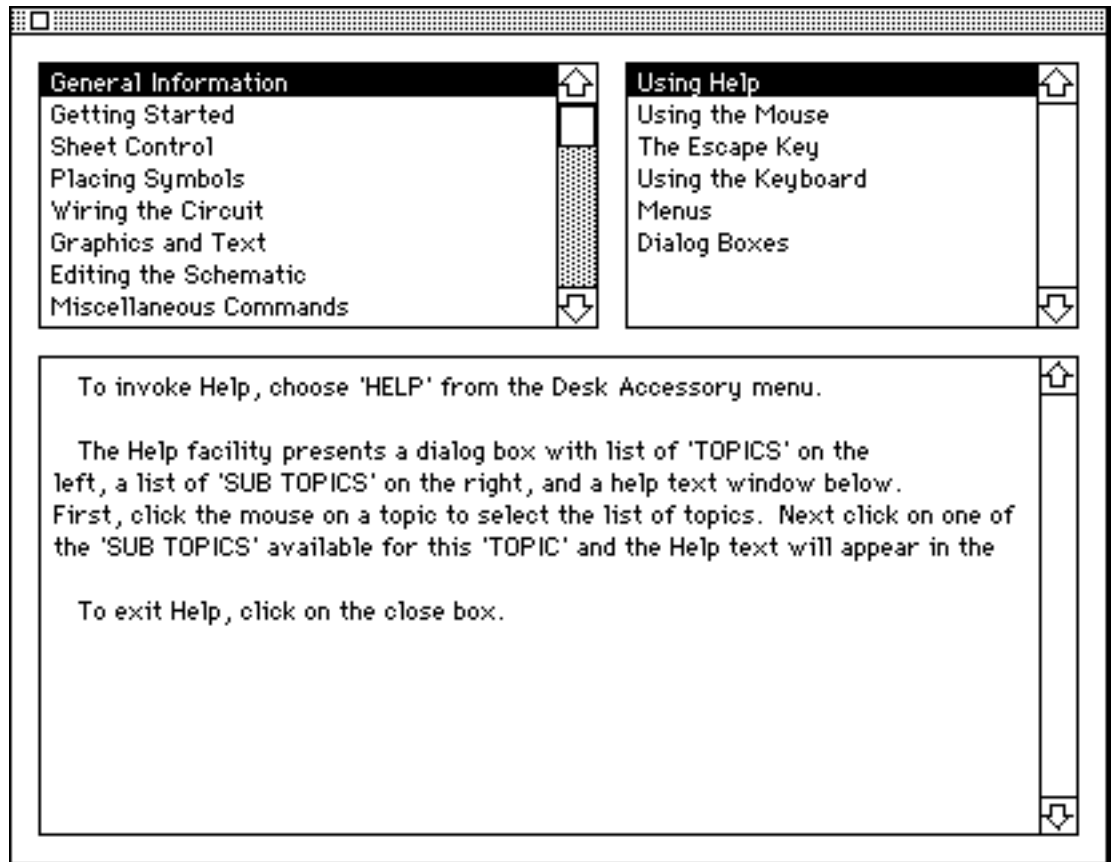 General Information
Getting Started
Sheet Control
Placing Symbols
Wiring the Circuit
Graphics and Text
Editing the Schematic
Miscellaneous Commands
Using Help
Using the Mouse
The Escape Key
Using the Keyboard
Menus
Dialog Boxes
To invoke Help, choose 'HELP' from the Desk Accessory menu.
The Help facility presents a dialog box with list of 'TOPICS' on the
left, a list of 'SUB TOPICS' on the right, and a help text window below.
First, click the mouse on a topic to select the list of topics.  Next click on one of
the 'SUB TOPICS' available for this 'TOPIC' and the Help text will appear in the
To exit Help, click on the close box.